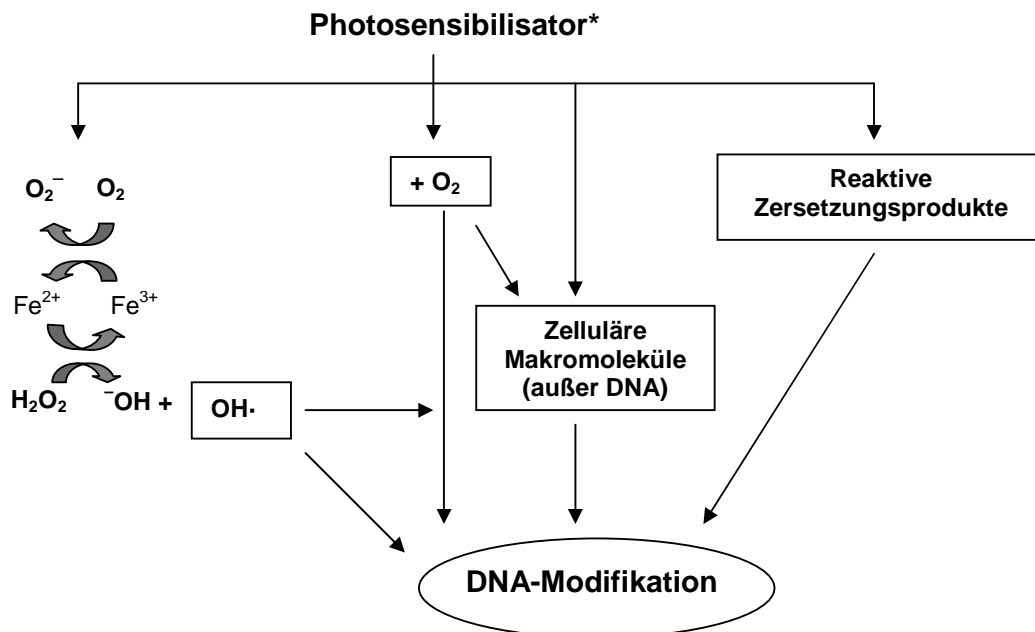 Photosensibilisator*
O₂⁻ O₂
+ O₂
Reaktive
Zersetzungsprodukte
Fe²⁺ Fe³⁺
Zelluläre
Makromoleküle
(außer DNA)
H₂O₂ ⁻OH +
OH·
DNA-Modifikation